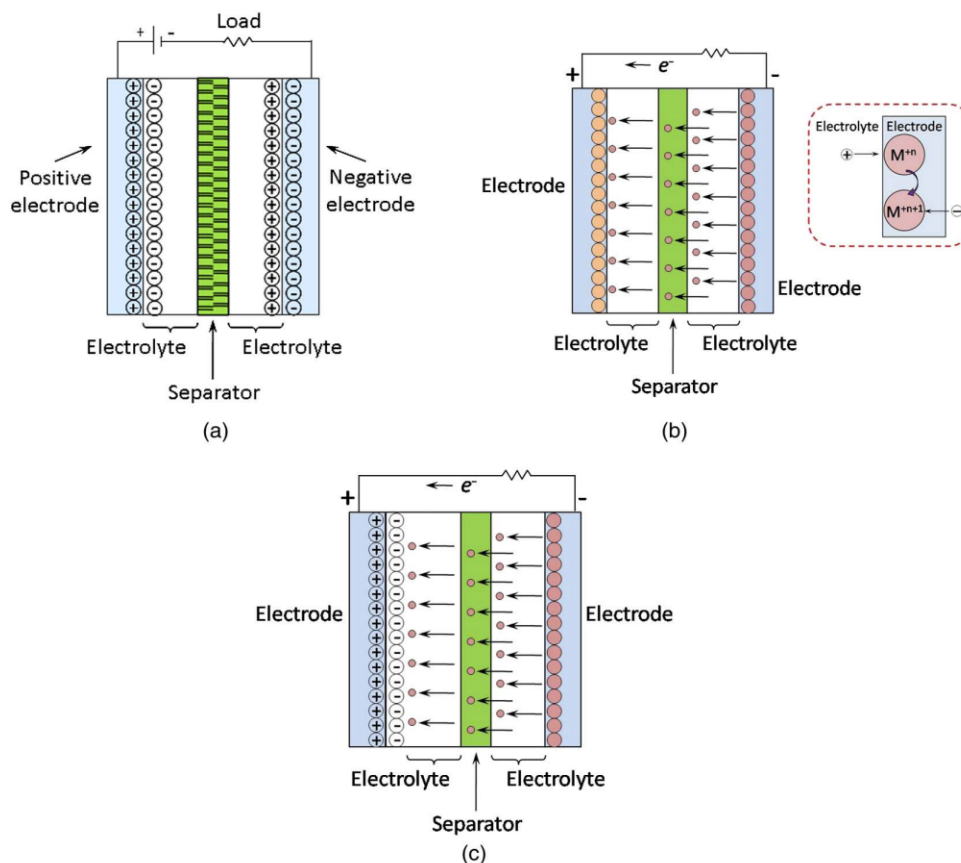 Load
+ -
Positive
electrode
Negative
electrode
Electrolyte
Electrolyte
Separator
(a)
e⁻
+ -
Electrode
Electrode
Electrolyte
Electrolyte
Separator
(b)
Electrolyte
Electrode
+ M⁺ⁿ
M⁺ⁿ⁺¹ -
e⁻
+ -
Electrode
Electrode
Electrolyte
Electrolyte
Separator
(c)